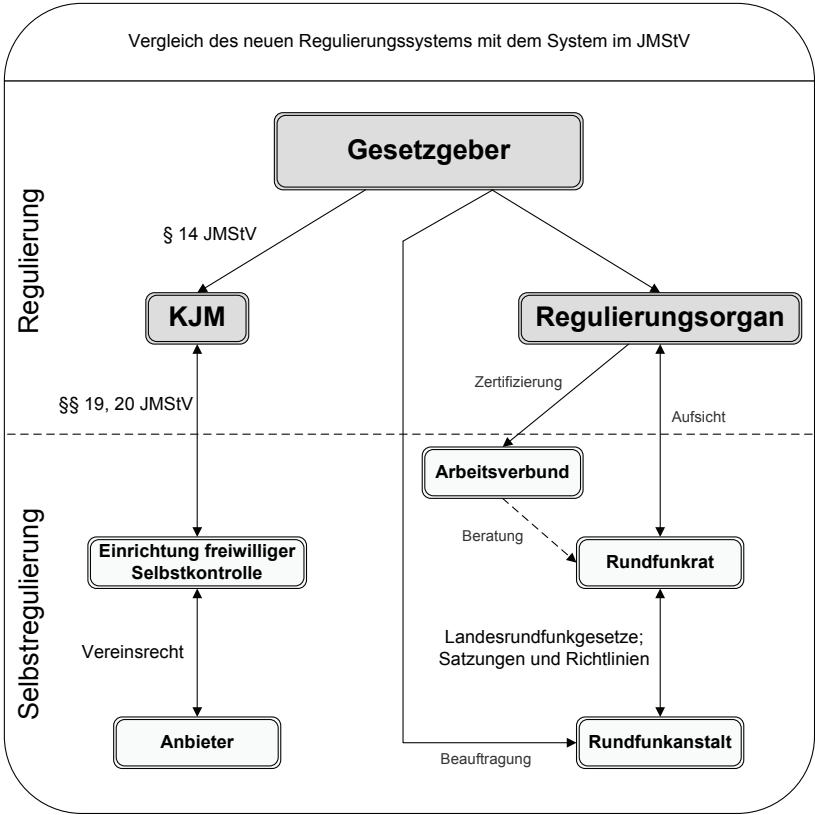 Vergleich des neuen Regulierungssystems mit dem System im JMStV
Regulierung
Gesetzgeber
§ 14 JMStV
KJM
Regulierungsorgan
Zertifizierung
§§ 19, 20 JMStV
Aufsicht
Selbstregulierung
Arbeitsverbund
Beratung
Einrichtung freiwilliger
Selbstkontrolle
Rundfunkrat
Vereinsrecht
Landesrundfunkgesetze;
Satzungen und Richtlinien
Anbieter
Rundfunkanstalt
Beauftragung